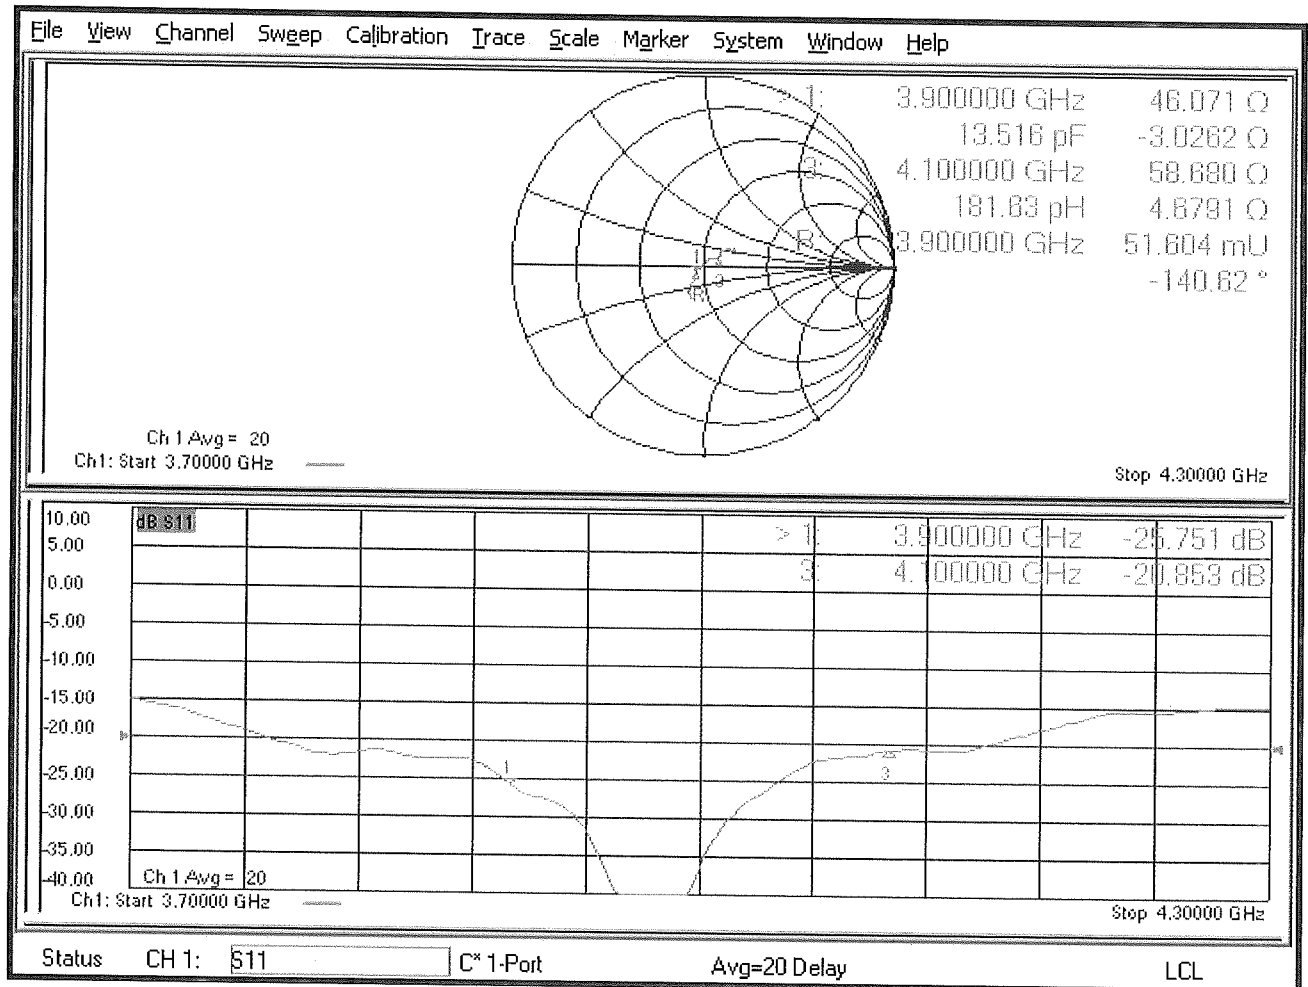 File View Channel Sweep Calibration Trace Scale Marker System Window Help
> 1: 3.900000 GHz 46.071 Ω
13.516 pF -3.0262 Ω
3: 4.100000 GHz 58.680 Ω
181.63 pH 4.6791 Ω
R: 3.900000 GHz 51.604 mU
-140.62 °
1 R
3
R
Ch 1 Avg = 20
Ch1: Start 3.70000 GHz
Stop 4.30000 GHz
10.00 dB S11
> 1: 3.900000 GHz -25.751 dB
5.00
3: 4.100000 GHz -20.853 dB
0.00
-5.00
-10.00
-15.00
-20.00
-25.00
1
3
-30.00
-35.00
-40.00
Ch 1 Avg = 20
Ch1: Start 3.70000 GHz
Stop 4.30000 GHz
Status CH 1: S11 C* 1-Port Avg=20 Delay LCL